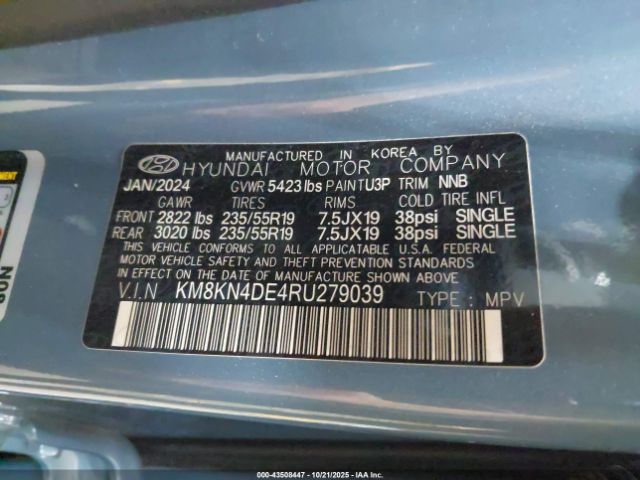 MANUFACTURED IN KOREA BY
HYUNDAI MOTOR COMPANY
JAN/2024 GVWR 5423 lbs PAINT U3P TRIM NNB
GAWR TIRES RIMS COLD TIRE INFL
FRONT 2822 lbs 235/55R19 7.5JX19 38psi SINGLE
REAR 3020 lbs 235/55R19 7.5JX19 38psi SINGLE
THIS VEHICLE CONFORMS TO ALL APPLICABLE U.S.A. FEDERAL
MOTOR VEHICLE SAFETY AND THEFT PREVENTION STANDARDS
IN EFFECT ON THE DATE OF MANUFACTURE SHOWN ABOVE.
V.I.N KM8KN4DE4RU279039 TYPE : MPV
000-43508447 - 10/21/2025 - IAA Inc.